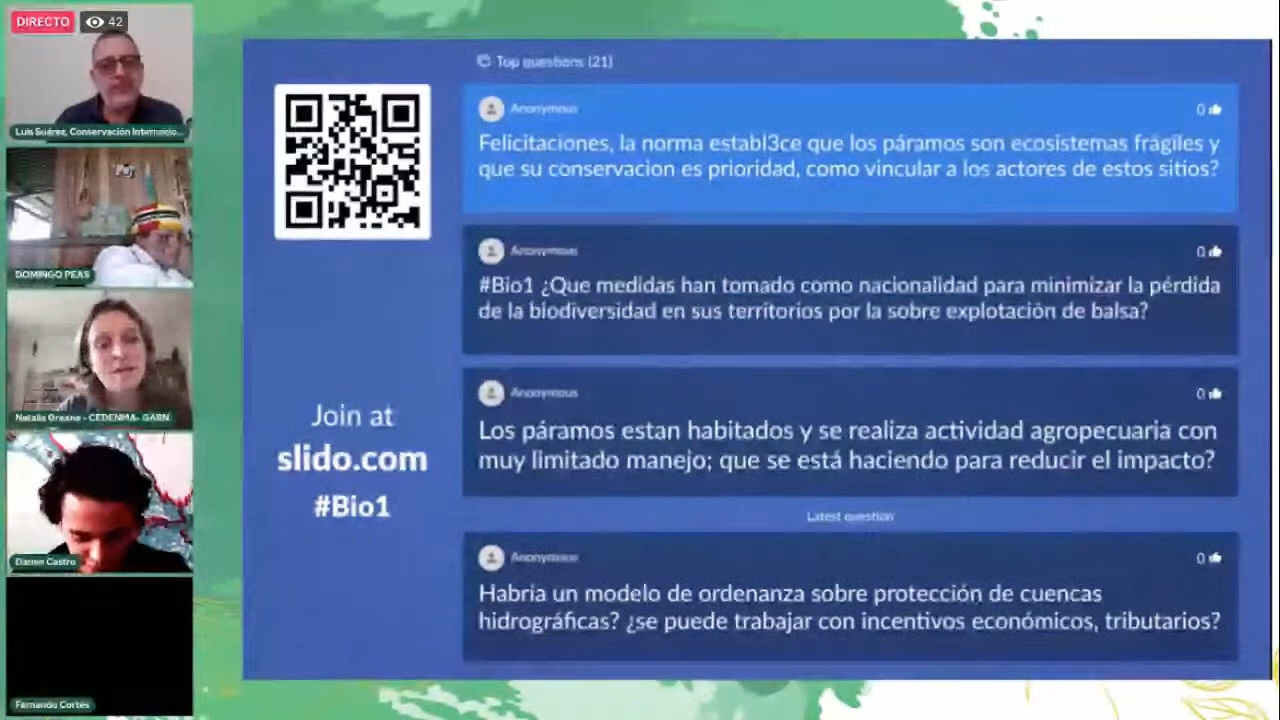 DIRECTO 42
Luis Suárez, Conservación Internacio...
DOMINGO PEAS
Natalia Greene - CEDENMA- GARN
Darren Castro
Fernando Cortés
Top questions (21)
Join at
slido.com
#Bio1
Anonymous 0
Felicitaciones, la norma establ3ce que los páramos son ecosistemas frágiles y
que su conservacion es prioridad, como vincular a los actores de estos sitios?
Anonymous 0
#Bio1 ¿Que medidas han tomado como nacionalidad para minimizar la pérdida
de la biodiversidad en sus territorios por la sobre explotación de balsa?
Anonymous 0
Los páramos estan habitados y se realiza actividad agropecuaria con
muy limitado manejo; que se está haciendo para reducir el impacto?
Latest question
Anonymous 0
Habria un modelo de ordenanza sobre protección de cuencas
hidrográficas? ¿se puede trabajar con incentivos económicos, tributarios?